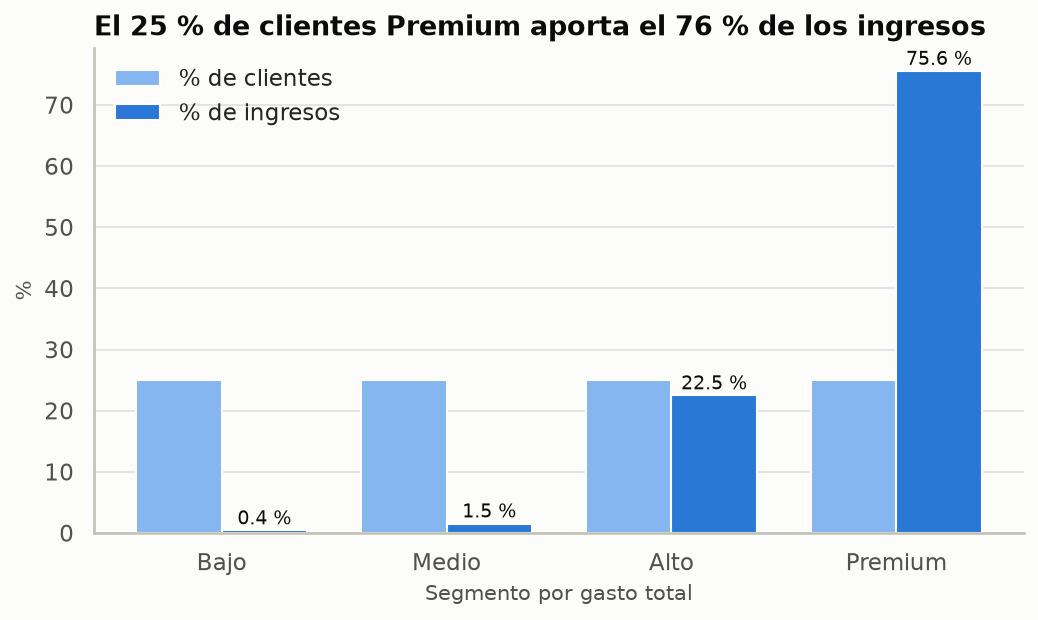 El 25 % de clientes Premium aporta el 76 % de los ingresos
% de clientes
% de ingresos
75.6 %
70
60
50
40
30
20
10
0
%
0.4 %
1.5 %
22.5 %
Bajo
Medio
Alto
Premium
Segmento por gasto total